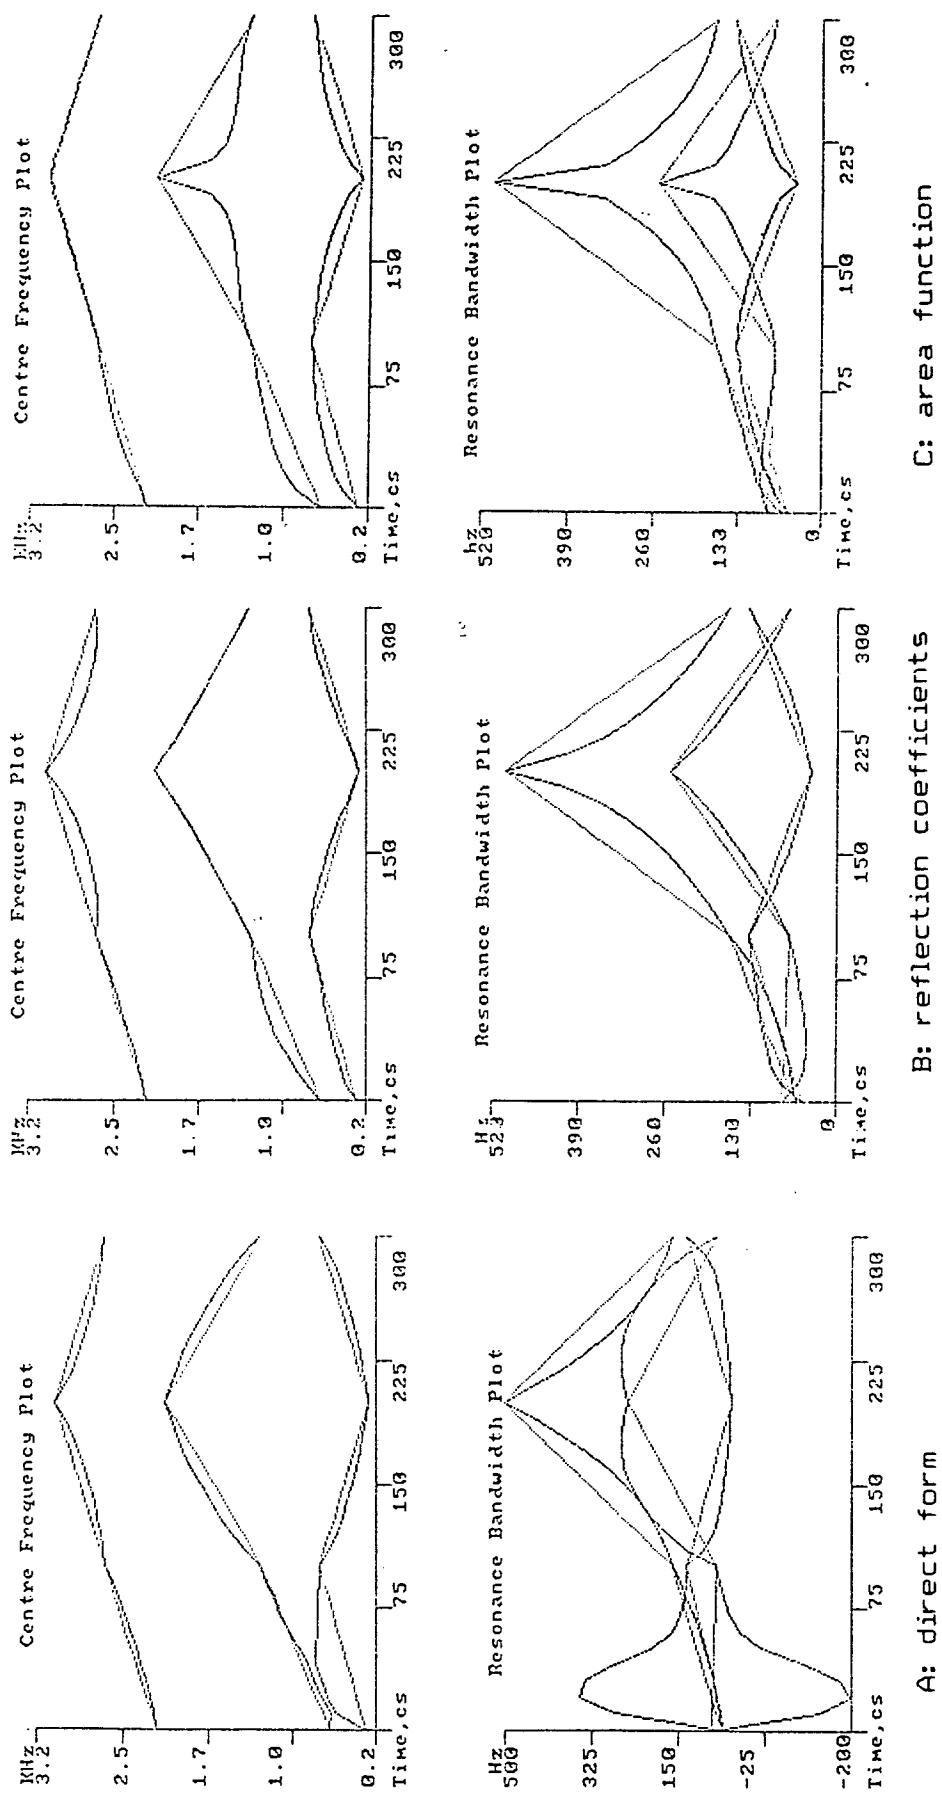 Centre Frequency Plot
KHz
3.2
2.5
1.7
0.2
Time,cs
75
150
225
300
Centre Frequency Plot
KHz
3.2
2.5
1.7
1.0
0.2
Time,cs
75
150
225
300
Centre Frequency Plot
KHz
3.2
2.5
1.7
1.0
0.2
Time,cs
75
150
225
300
Resonance Bandwidth Plot
Hz
500
325
150
-25
-200
Time,cs
75
150
225
300
Resonance Bandwidth Plot
Hz
520
390
260
130
0
Time,cs
75
150
225
300
Resonance Bandwidth Plot
hz
520
390
260
130
0
Time,cs
75
150
225
300
A: direct form
B: reflection coefficients
C: area function